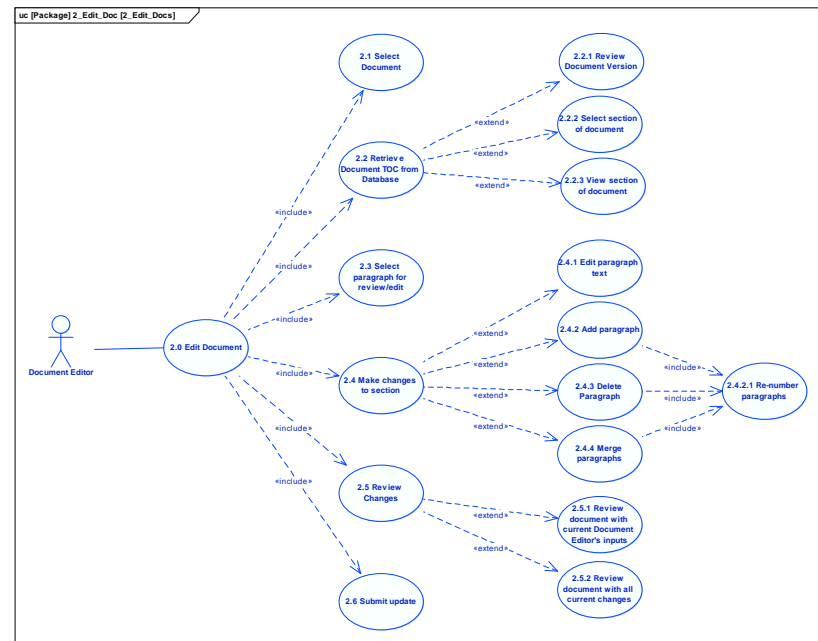 uc [Package] 2_Edit_Doc [2_Edit_Docs]
2.1 Select
Document
2.2.1 Review
Document Version
«extend»
2.2.2 Select section
of document
«extend»
2.2 Retrieve
Document TOC from
Database
2.2.3 View section
of document
«extend»
«include»
«include»
2.3 Select
paragraph for
review/edit
2.4.1 Edit paragraph
text
«include»
2.4.2 Add paragraph
«extend»
Document Editor
2.0 Edit Document
«include»
2.4 Make changes
to section
«extend»
«include»
2.4.3 Delete
Paragraph
«extend»
«include»
2.4.2.1 Re-number
paragraphs
«extend»
2.4.4 Merge
paragraphs
«include»
«include»
2.5 Review
Changes
«include»
«extend»
2.5.1 Review
document with
current Document
Editor's inputs
«extend»
2.6 Submit update
2.5.2 Review
document with all
current changes